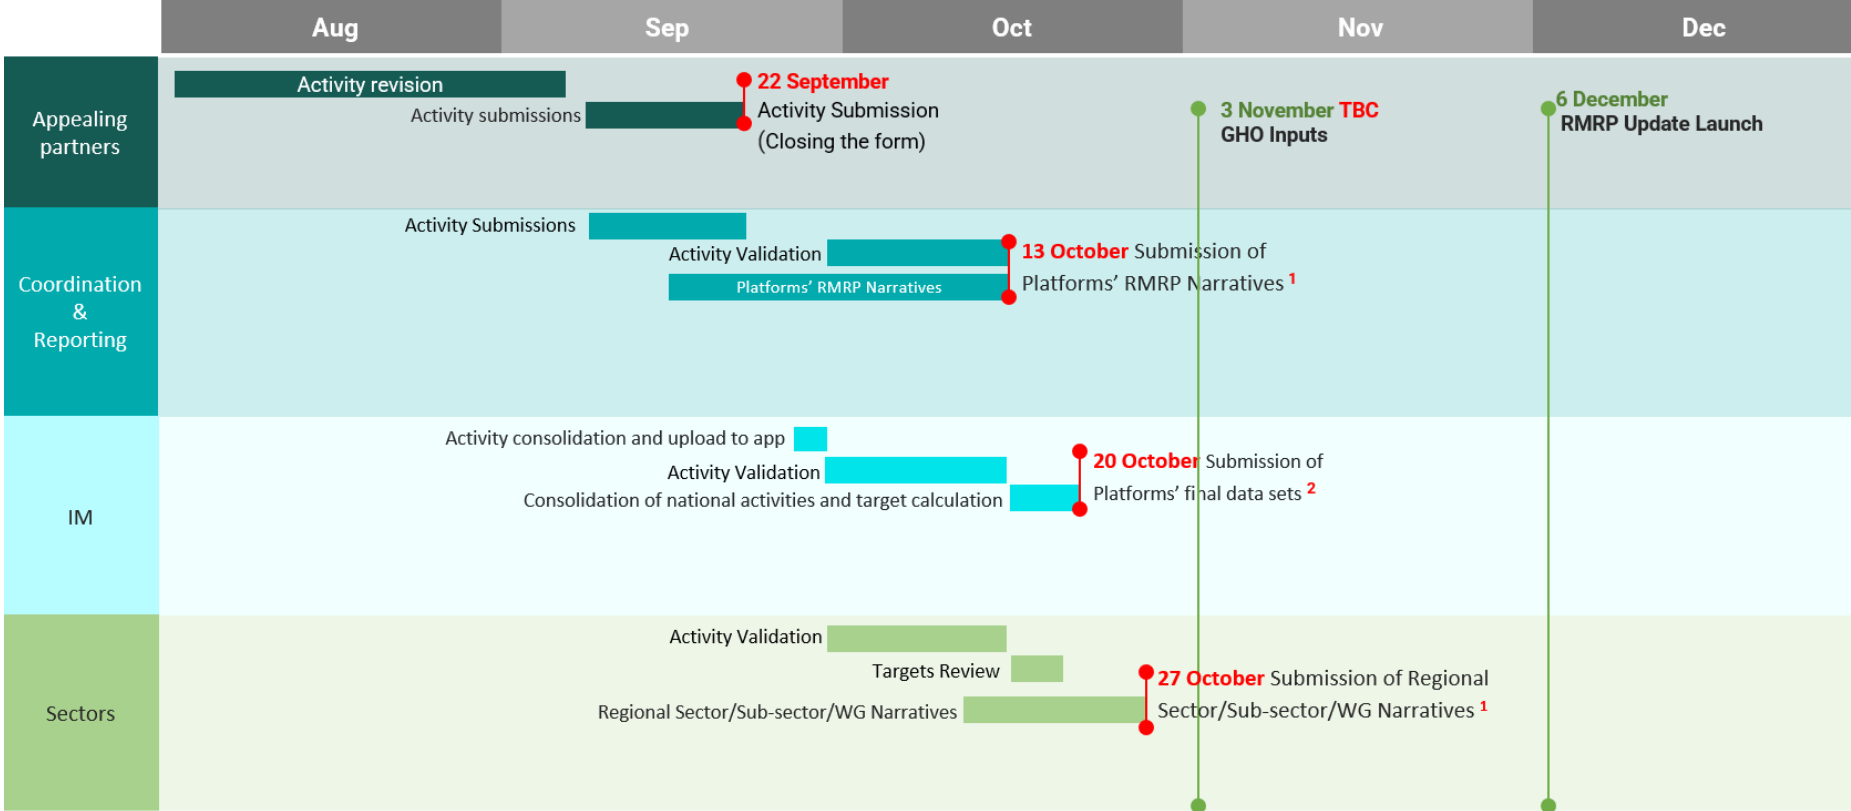 Aug
Sep
Oct
Nov
Dec
Appealing
partners
Activity revision
Activity submissions
22 September
Activity Submission
(Closing the form)
3 November TBC
GHO Inputs
6 December
RMRP Update Launch
Coordination
&
Reporting
Activity Submissions
Activity Validation
Platforms’ RMRP Narratives
13 October Submission of
Platforms’ RMRP Narratives 1
IM
Activity consolidation and upload to app
Activity Validation
Consolidation of national activities and target calculation
20 October Submission of
Platforms’ final data sets 2
Sectors
Activity Validation
Targets Review
Regional Sector/Sub-sector/WG Narratives
27 October Submission of Regional
Sector/Sub-sector/WG Narratives 1